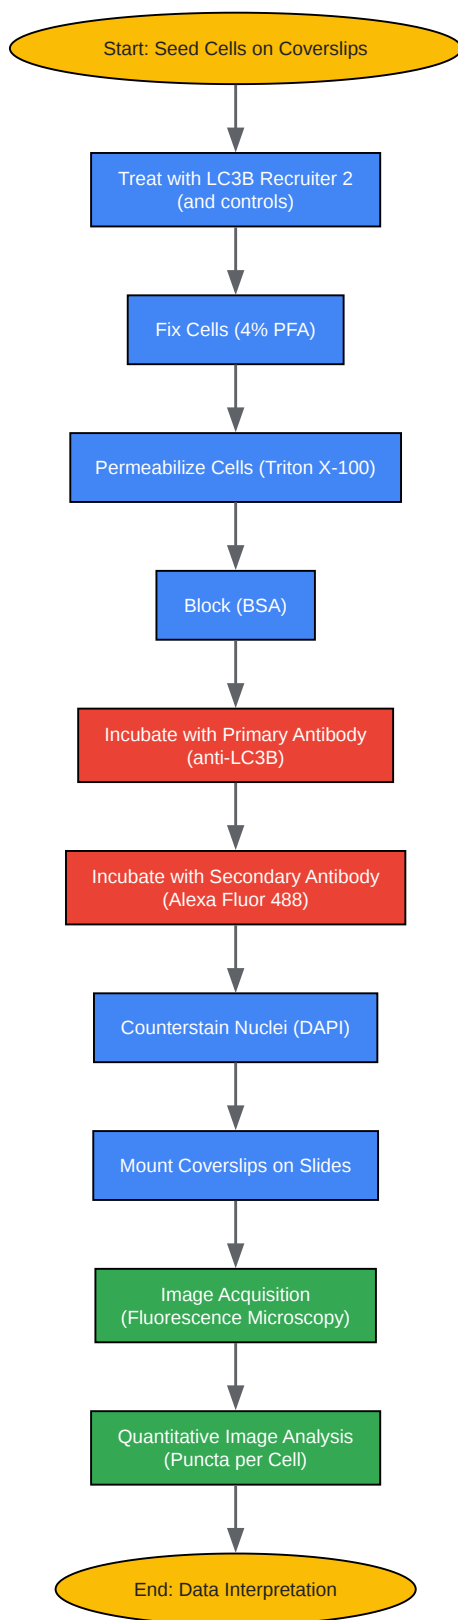 Start: Seed Cells on Coverslips
Treat with LC3B Recruiter 2
(and controls)
Fix Cells (4% PFA)
Permeabilize Cells (Triton X-100)
Block (BSA)
Incubate with Primary Antibody
(anti-LC3B)
Incubate with Secondary Antibody
(Alexa Fluor 488)
Counterstain Nuclei (DAPI)
Mount Coverslips on Slides
Image Acquisition
(Fluorescence Microscopy)
Quantitative Image Analysis
(Puncta per Cell)
End: Data Interpretation